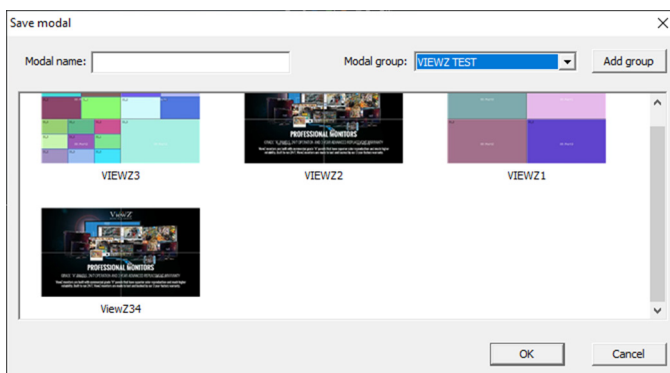 Save modal
Modal name:
Modal group: VIEWZ TEST
Add group
PROFESSIONAL MONITORS
VIEWZ3
VIEWZ2
VIEWZ1
ViewZ
PROFESSIONAL MONITORS
ViewZ34
OK
Cancel